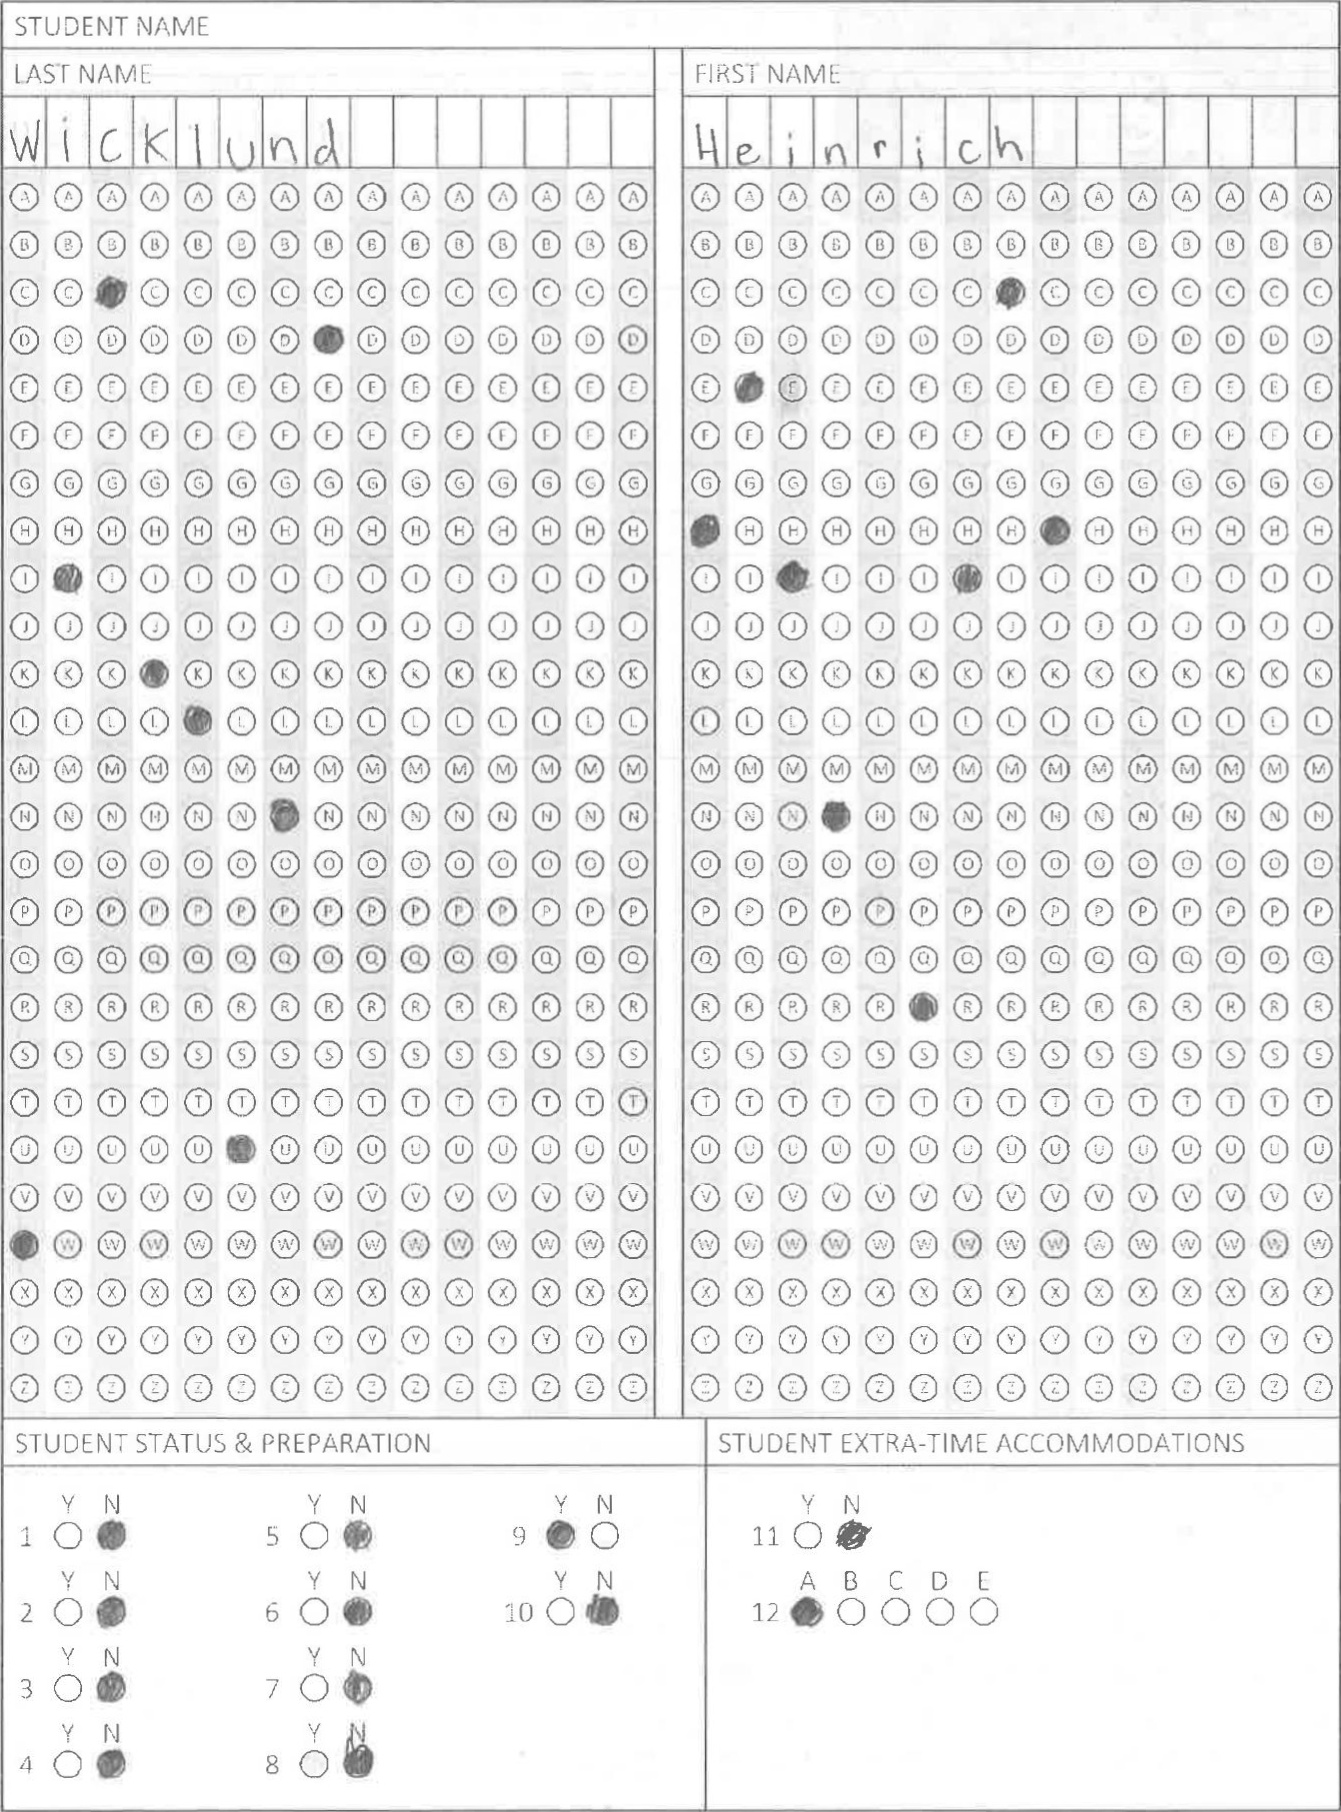 STUDENT NAME
LAST NAME FIRST NAME
Wicklund Heinrich
A A A A A A A A A A A A A A A A A A A A A A A A A A A A A A
B B B B B B B B B B B B B B B B B B B B B B B B B B B B B B
C C C C C C C C C C C C C C C C C C C C C C C C C C C C
D D D D D D D D D D D D D D D D D D D D D D D D D D D D D
E E E E E E E E E E E E E E E E E E E E E E E E E E E E E
F F F F F F F F F F F F F F F F F F F F F F F F F F F F F F
G G G G G G G G G G G G G G G G G G G G G G G G G G G G G G
H H H H H H H H H H H H H H H H H H H H H H H H H H H H
I I I I I I I I I I I I I I I I I I I I I I I I I I I
J J J J J J J J J J J J J J J J J J J J J J J J J J J J J J
K K K K K K K K K K K K K K K K K K K K K K K K K K K K K
L L L L L L L L L L L L L L L L L L L L L L L L L L L L L
M M M M M M M M M M M M M M M M M M M M M M M M M M M M M M
N N N N N N N N N N N N N N N N N N N N N N N N N N N N
O O O O O O O O O O O O O O O O O O O O O O O O O O O O O O
P P P P P P P P P P P P P P P P P P P P P P P P P P P P P P
Q Q Q Q Q Q Q Q Q Q Q Q Q Q Q Q Q Q Q Q Q Q Q Q Q Q Q Q Q Q
R R R R R R R R R R R R R R R R R R R R R R R R R R R R R
S S S S S S S S S S S S S S S S S S S S S S S S S S S S S S
T T T T T T T T T T T T T T T T T T T T T T T T T T T T T T
U U U U U U U U U U U U U U U U U U U U U U U U U U U U U
V V V V V V V V V V V V V V V V V V V V V V V V V V V V V V
W W W W W W W W W W W W W W W W W W W W W W W W W W W W W
X X X X X X X X X X X X X X X X X X X X X X X X X X X X X X
Y Y Y Y Y Y Y Y Y Y Y Y Y Y Y Y Y Y Y Y Y Y Y Y Y Y Y Y Y Y
Z Z Z Z Z Z Z Z Z Z Z Z Z Z Z Z Z Z Z Z Z Z Z Z Z Z Z Z Z Z
STUDENT STATUS & PREPARATION STUDENT EXTRA-TIME ACCOMMODATIONS
Y N Y N Y N Y N
1 5 9 11
Y N Y N Y N A B C D E
2 6 10 12
Y N Y N
3 7
Y N Y N
4 8